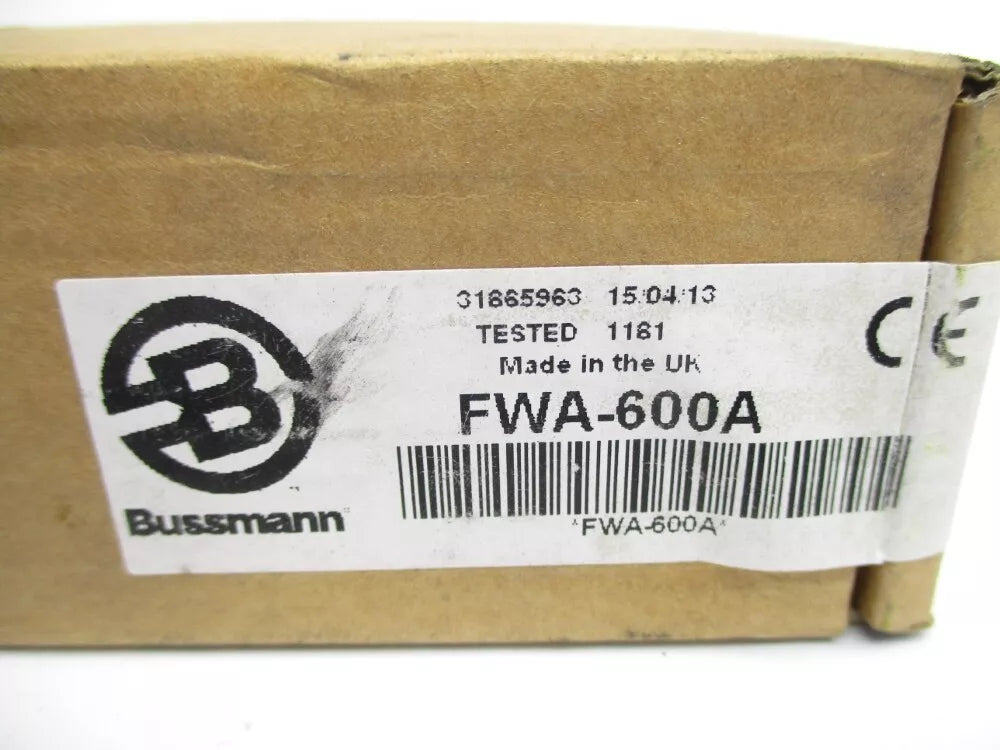 31865963 15/04/13
TESTED 1181
Made in the UK
CE
FWA-600A
*FWA-600A*
B
Bussmann